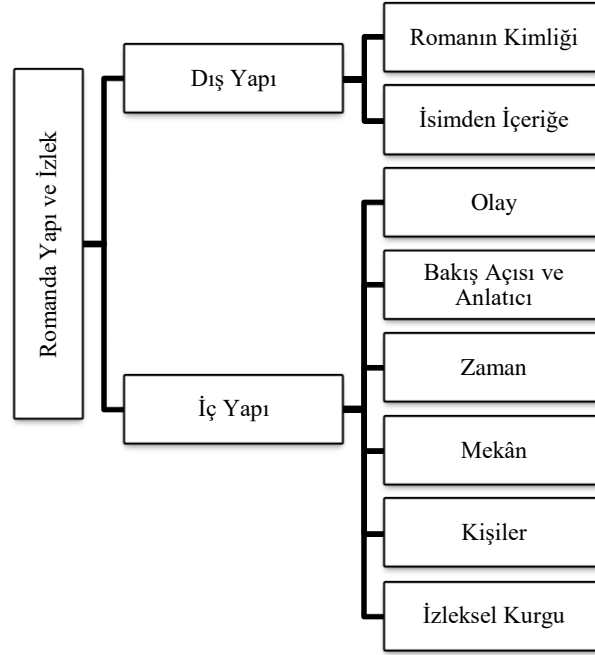 Romanda Yapı ve İzlek
Dış Yapı
Romanın Kimliği
İsimden İçeriğe
İç Yapı
Olay
Bakış Açısı ve
Anlatıcı
Zaman
Mekân
Kişiler
İzleksel Kurgu